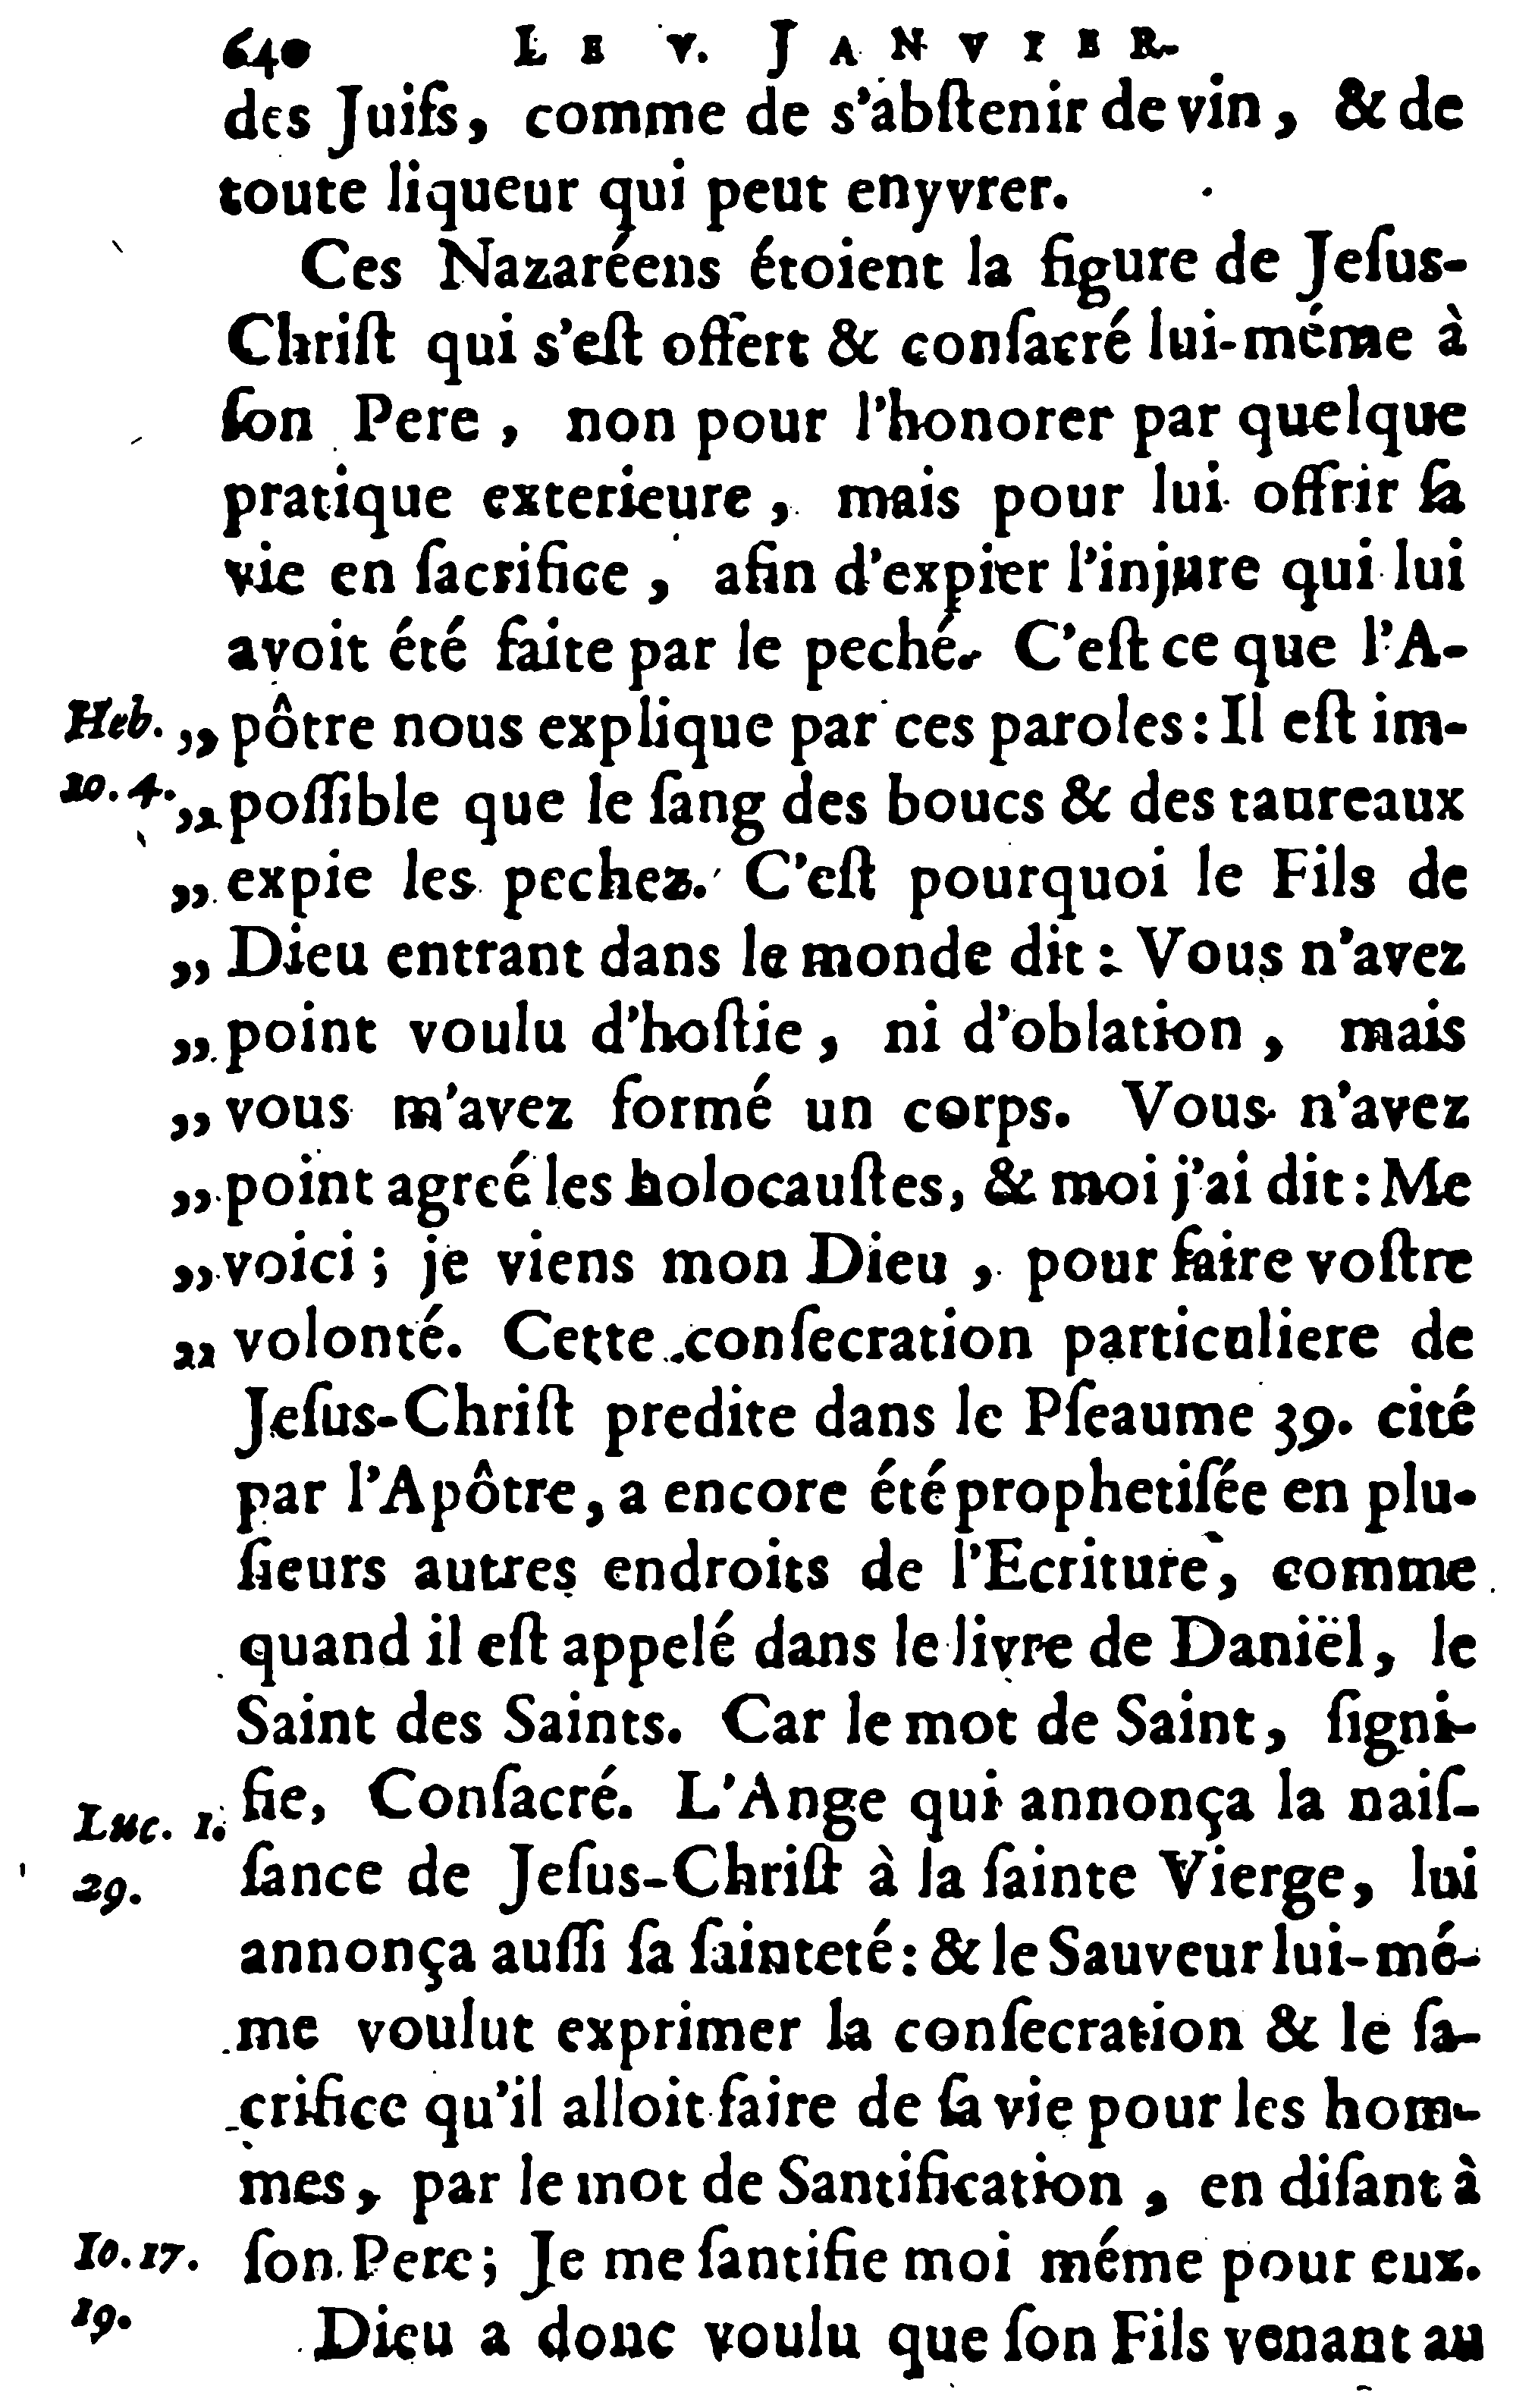 640 LE V. JANVIER.
des Juifs, comme de s'abſtenir de vin, & de
toute liqueur qui peut enyvrer.
Ces Nazaréens étoient la figure de Jeſus-
Chriſt qui s'eſt offert & conſacré lui-méme à
ſon Pere, non pour l'honorer par quelque
pratique exterieure, mais pour lui offrir ſa
vie en ſacrifice, afin d'expier l'injure qui lui
avoit été faite par le peché. C'eſt ce que l'A-
Heb. „ pôtre nous explique par ces paroles : Il eſt im-
10. 4. „ poſſible que le ſang des boucs & des taureaux
„ expie les pechez. C'eſt pourquoi le Fils de
„ Dieu entrant dans le monde dit : Vous n'avez
„ point voulu d'hoſtie, ni d'oblation, mais
„ vous m'avez formé un corps. Vous n'avez
„ point agreé les holocauſtes, & moi j'ai dit : Me
„ voici ; je viens mon Dieu, pour faire voſtre
„ volonté. Cette conſecration particuliere de
Jeſus-Chriſt predite dans le Pſeaume 39. cité
par l'Apôtre, a encore été prophetiſée en plu-
ſieurs autres endroits de l'Ecriture, comme
quand il eſt appelé dans le livre de Daniël, le
Saint des Saints. Car le mot de Saint, ſigni-
Luc. 1. fie, Conſacré. L'Ange qui annonça la naiſ-
29. ſance de Jeſus-Chriſt à la ſainte Vierge, lui
annonça auſſi ſa ſainteté : & le Sauveur lui-mé-
me voulut exprimer la conſecration & le ſa-
crifice qu'il alloit faire de ſa vie pour les hom-
mes, par le mot de Santification, en diſant à
Io. 17. ſon Pere ; Je me ſantifie moi méme pour eux.
19. Dieu a donc voulu que ſon Fils venant au